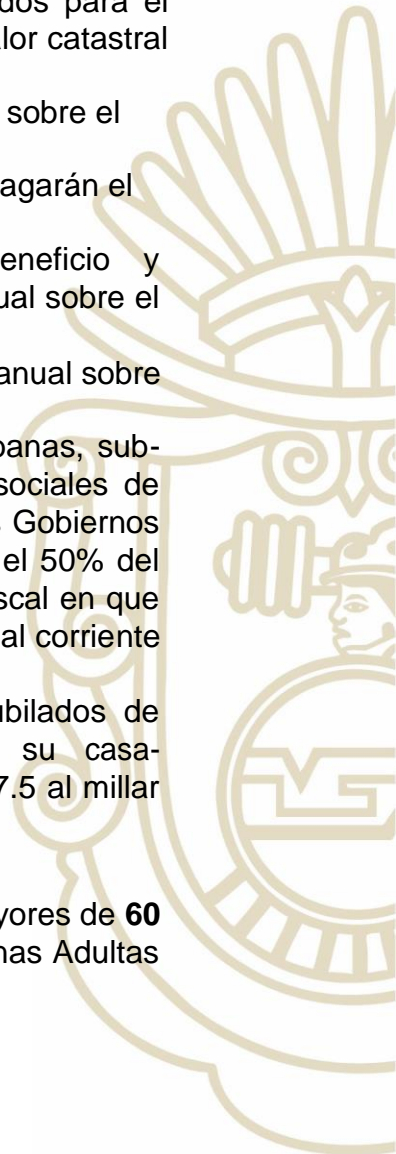 dos para el
alor catastral
sobre el
agarán el
eneficio y
ual sobre el
anual sobre
banas, sub-
sociales de
s Gobiernos
el 50% del
scal en que
al corriente
ubilados de
su casa-
7.5 al millar
yores de 60
nas Adultas